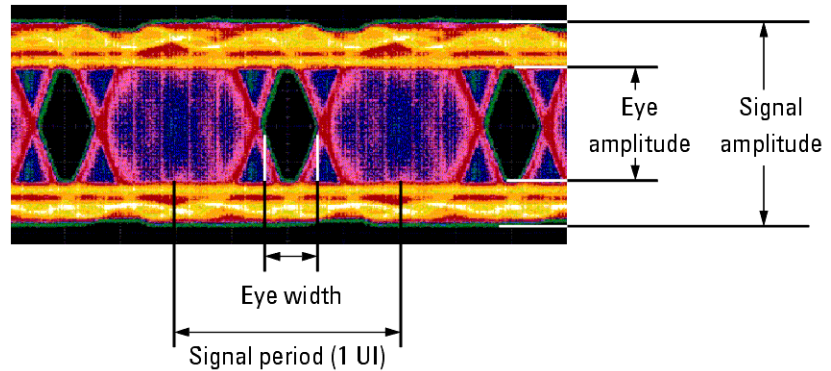 Eye
amplitude
Signal
amplitude
Eye width
Signal period (1 UI)